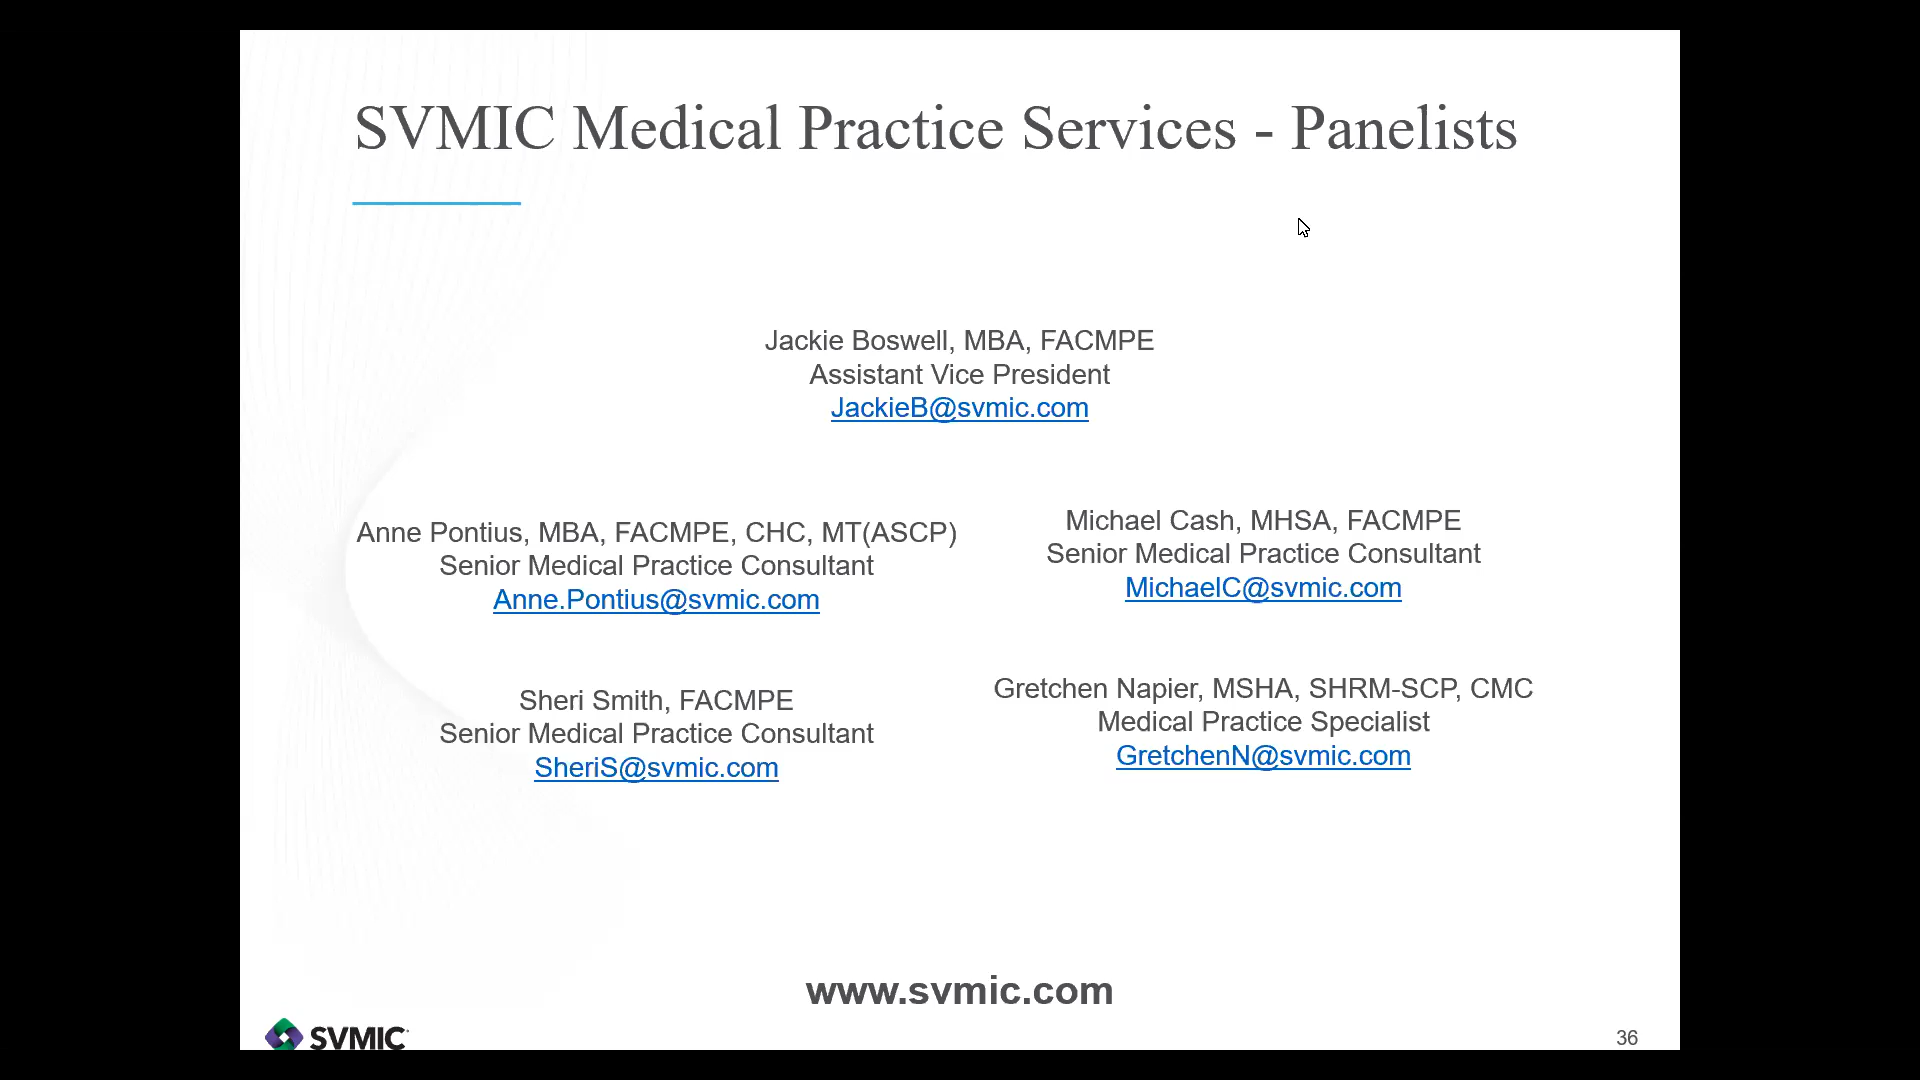 SVMIC Medical Practice Services - Panelists
Jackie Boswell, MBA, FACMPE
Assistant Vice President
JackieB@svmic.com
Anne Pontius, MBA, FACMPE, CHC, MT(ASCP)
Senior Medical Practice Consultant
Anne.Pontius@svmic.com
Michael Cash, MHSA, FACMPE
Senior Medical Practice Consultant
MichaelC@svmic.com
Sheri Smith, FACMPE
Senior Medical Practice Consultant
SheriS@svmic.com
Gretchen Napier, MSHA, SHRM-SCP, CMC
Medical Practice Specialist
GretchenN@svmic.com
www.svmic.com
SVMIC
36